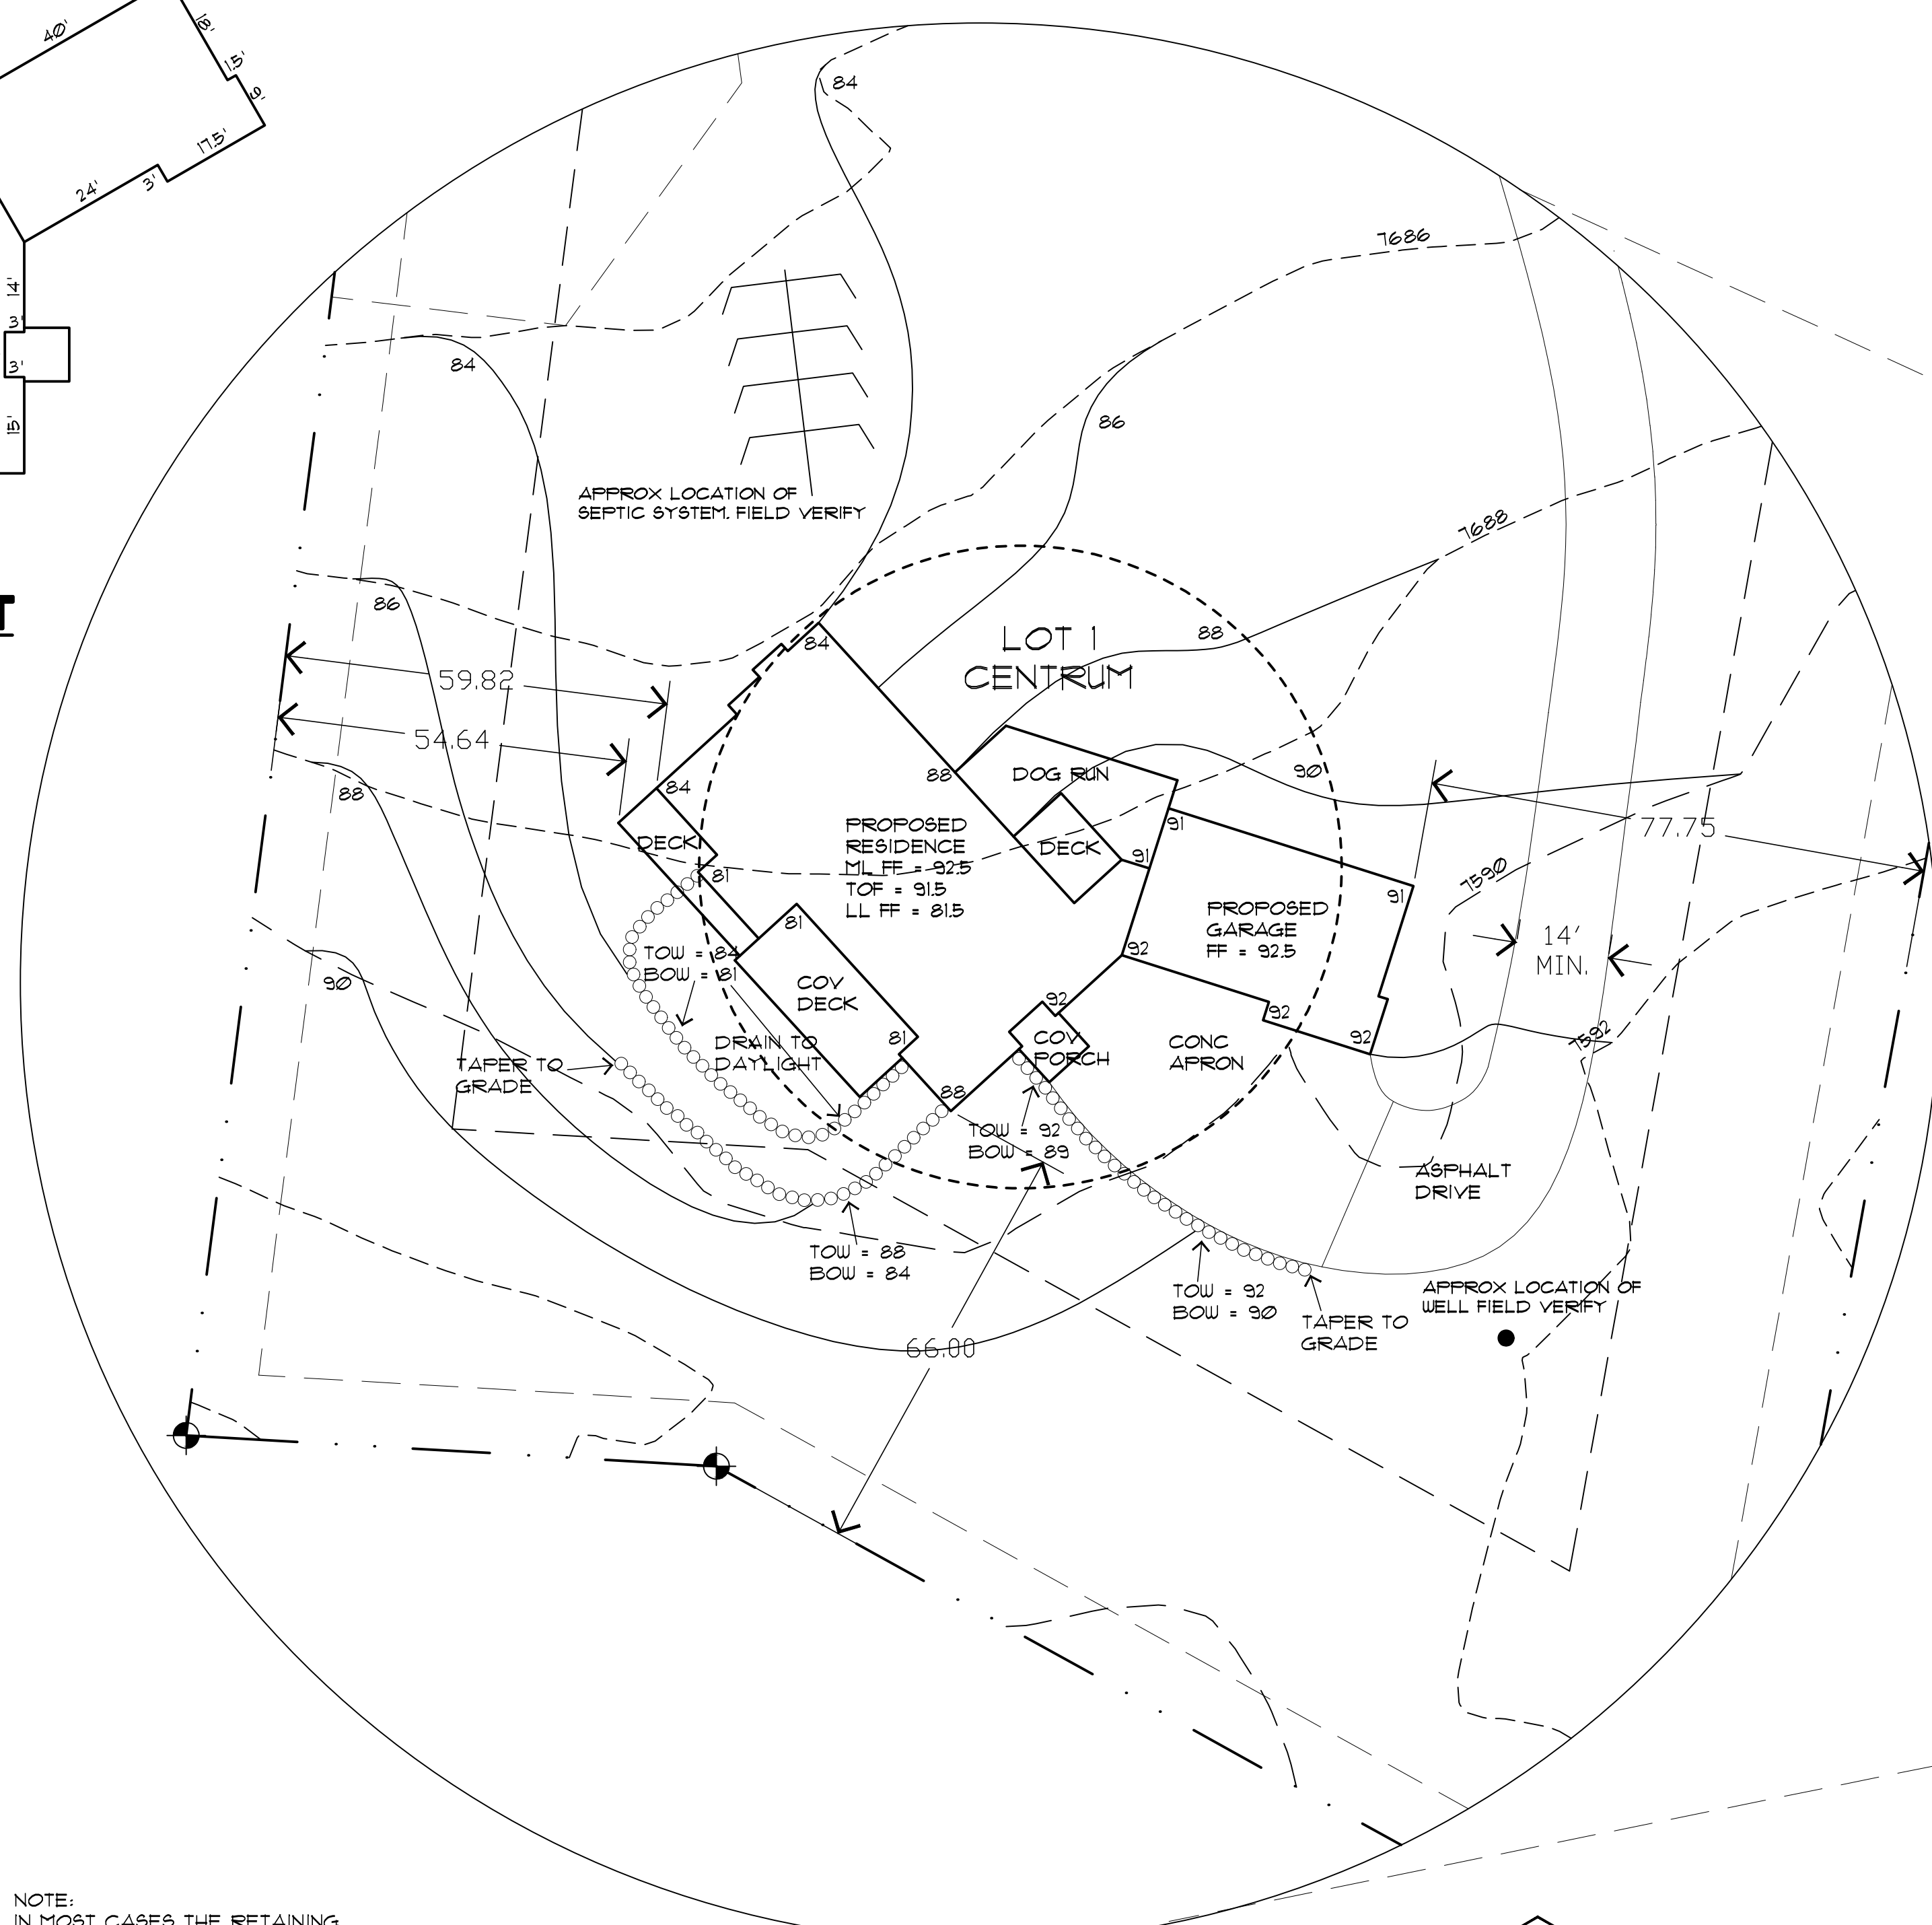 40'
18'
1.5'
9'
17.5'
3'
24'
14'
3'
3'
15'
84
7686
84
86
APPROX LOCATION OF
SEPTIC SYSTEM. FIELD VERIFY
7688
86
84
88
LOT 1
CENTRUM
59.82
54.64
88
84
88
DOG RUN
90
DECK
DECK
81
91
91
91
77.75
7590
PROPOSED
RESIDENCE
ML FF = 92.5
TOF = 91.5
LL FF = 81.5
PROPOSED
GARAGE
FF = 92.5
14'
MIN.
81
92
TOW = 84
BOW = 81
90
COV
DECK
92
92
92
7592
81
COV
PORCH
CONC
APRON
DRAIN TO
DAYLIGHT
TAPER TO
GRADE
88
TOW = 92
BOW = 89
ASPHALT
DRIVE
TOW = 88
BOW = 84
TOW = 92
BOW = 90
APPROX LOCATION OF
WELL FIELD VERIFY
TAPER TO
GRADE
66.00
NOTE:
IN MOST CASES THE RETAINING